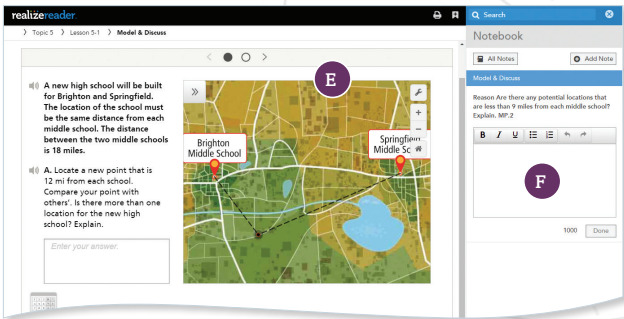 realizereader
Search
Topic 5 > Lesson 5-1 > Model & Discuss
Notebook
All Notes
Add Note
Model & Discuss
A new high school will be built
for Brighton and Springfield.
The location of the school must
be the same distance from each
middle school. The distance
between the two middle schools
is 18 miles.
A. Locate a new point that is
12 mi from each school.
Compare your point with
others'. Is there more than one
location for the new high
school? Explain.
Enter your answer.
E
Brighton
Middle School
Springfield
Middle Sc
Reason Are there any potential locations that
are less than 9 miles from each middle school?
Explain. MP.2
B I U
F
1000 Done